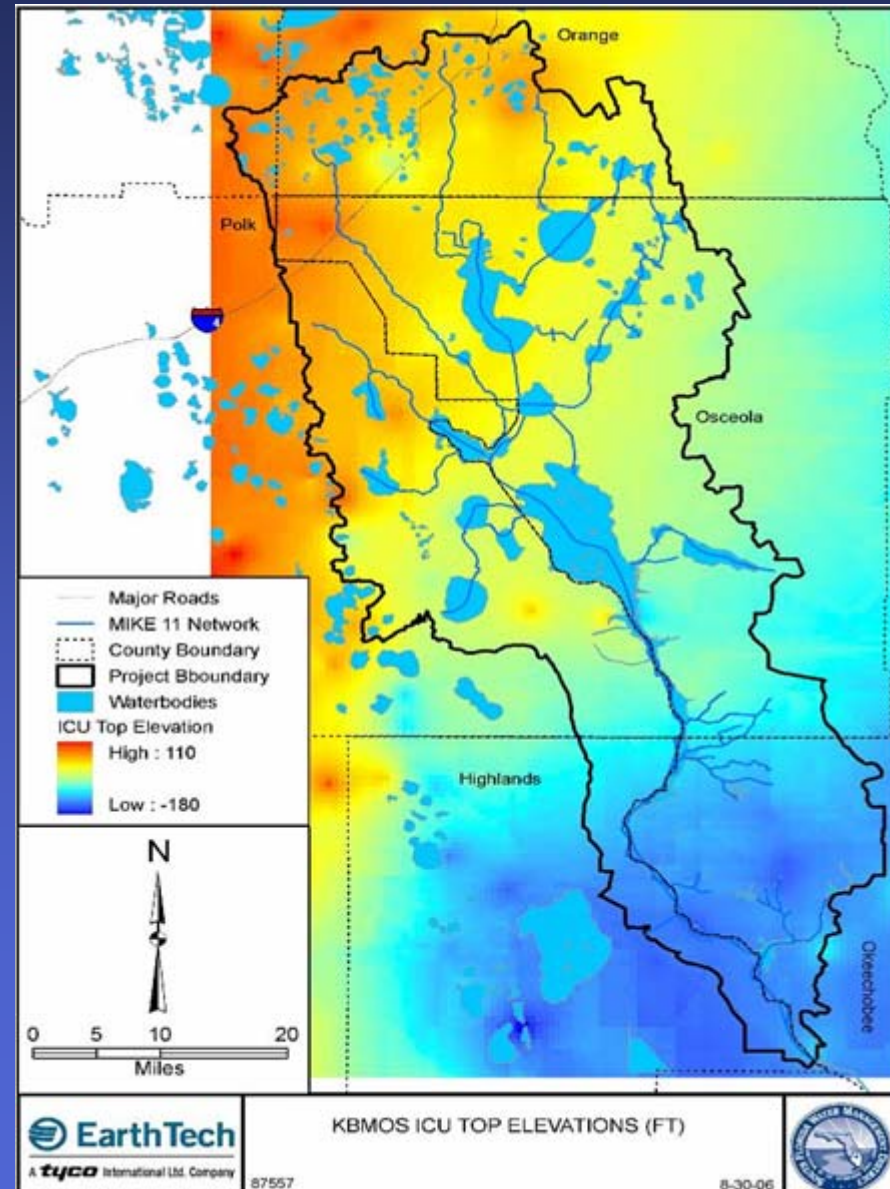 Orange
Polk
4
Osceola
Major Roads
MIKE 11 Network
County Boundary
Project Bboundary
Waterbodies
ICU Top Elevation
High : 110
Low : -180
Highlands
Okeechobee
N
0 5 10 20
Miles
EarthTech
A tyco International Ltd. Company
KBMOS ICU TOP ELEVATIONS (FT)
87557
8-30-06